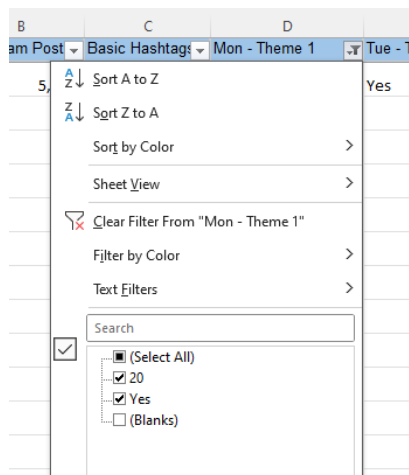 B C D
am Post Basic Hashtags Mon - Theme 1 Tue - T
5, Yes
Sort A to Z
Sort Z to A
Sort by Color
Sheet View
Clear Filter From "Mon - Theme 1"
Filter by Color
Text Filters
Search
(Select All)
20
Yes
(Blanks)